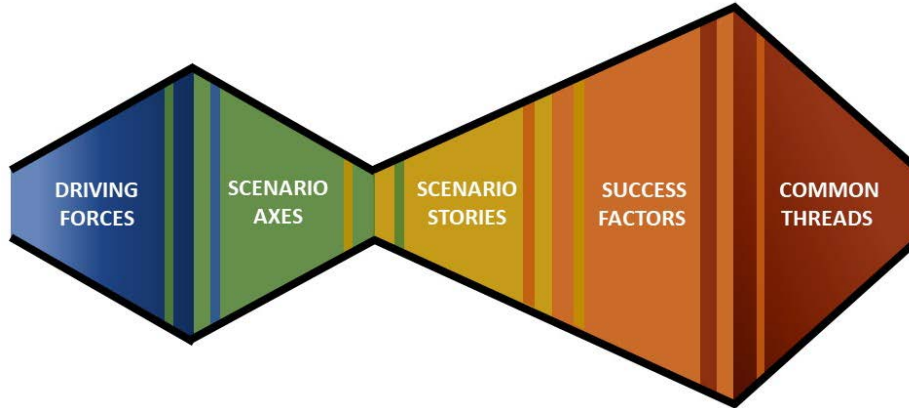 DRIVING
FORCES
SCENARIO
AXES
SCENARIO
STORIES
SUCCESS
FACTORS
COMMON
THREADS